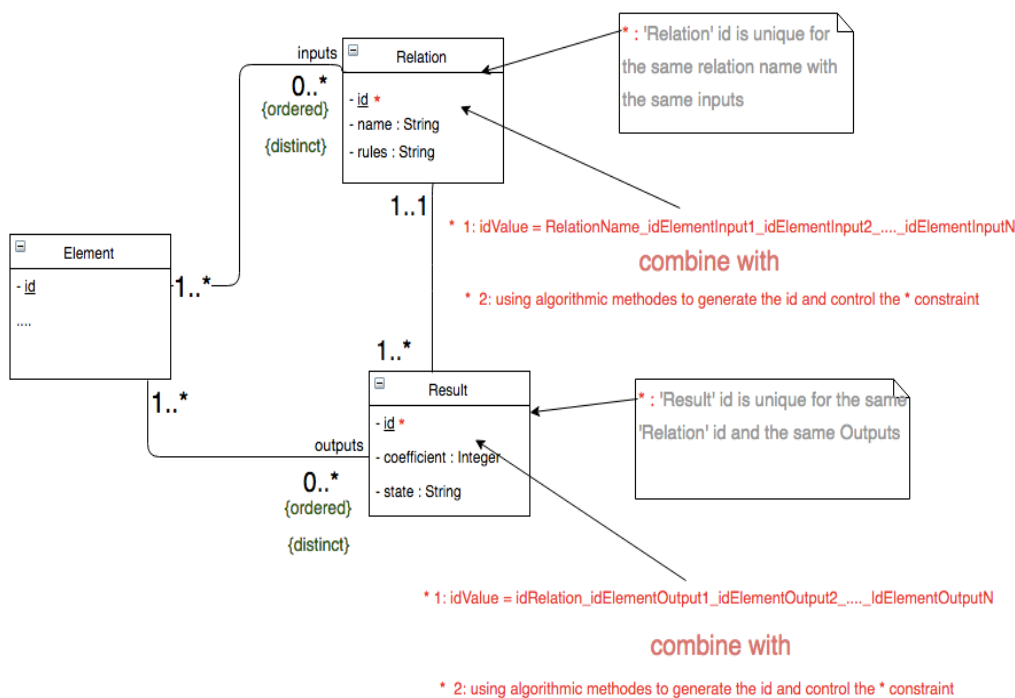 inputs
Relation
* : 'Relation' id is unique for
the same relation name with
the same inputs
0..*
{ordered}
{distinct}
- id *
- name : String
- rules : String
1..1
* 1: idValue = RelationName_idElementInput1_idElementInput2_...._idElementInputN
combine with
* 2: using algorithmic methodes to generate the id and control the * constraint
Element
- id
....
1..*
1..*
1..*
Result
- id *
- coefficient : Integer
- state : String
* : 'Result' id is unique for the same
'Relation' id and the same Outputs
outputs
0..*
{ordered}
{distinct}
* 1: idValue = idRelation_idElementOutput1_idElementOutput2_...._IdElementOutputN
combine with
* 2: using algorithmic methodes to generate the id and control the * constraint